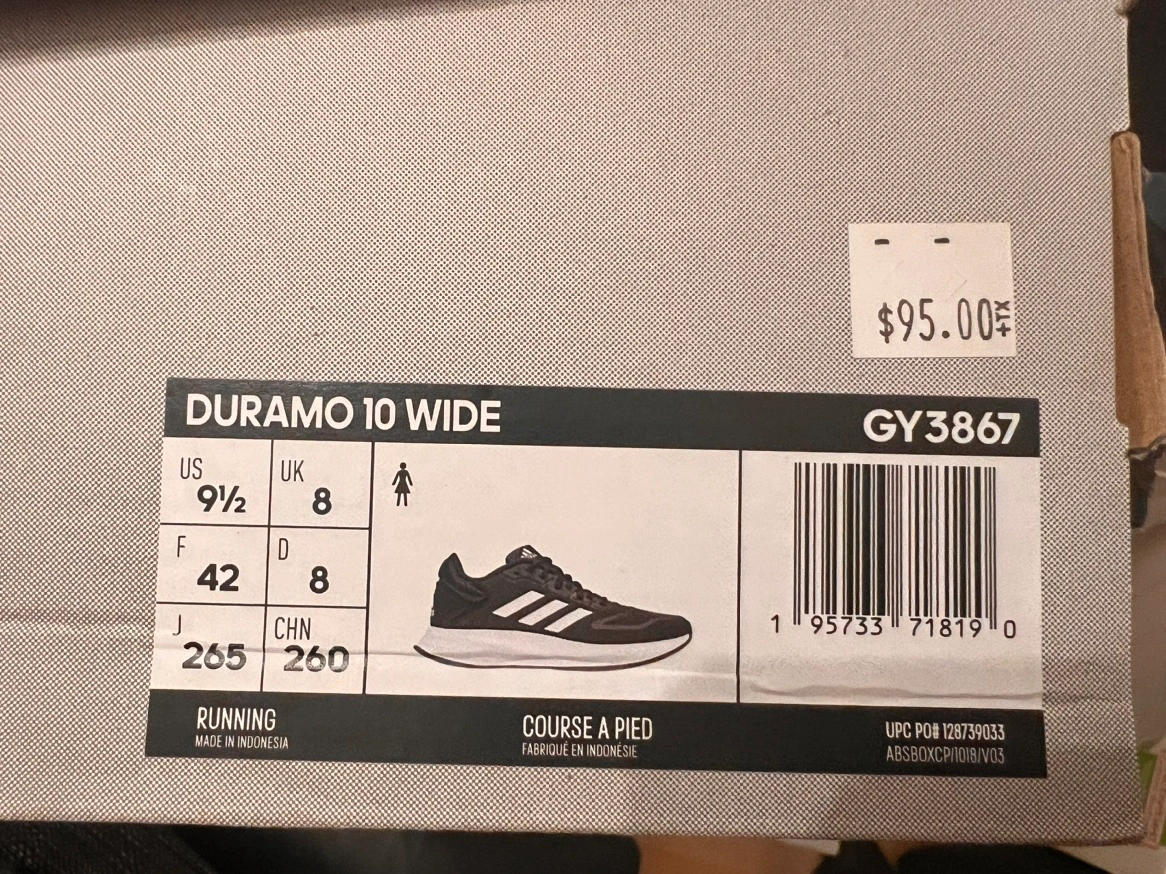 $95.00+TX
DURAMO 10 WIDE
GY3867
US
9½
UK
8
F
42
D
8
J
265
CHN
260
1 95733 71819 0
RUNNING
MADE IN INDONESIA
COURSE A PIED
FABRIQUÉ EN INDONÉSIE
UPC PO# 128739033
ABSBOXCP/1018/V03